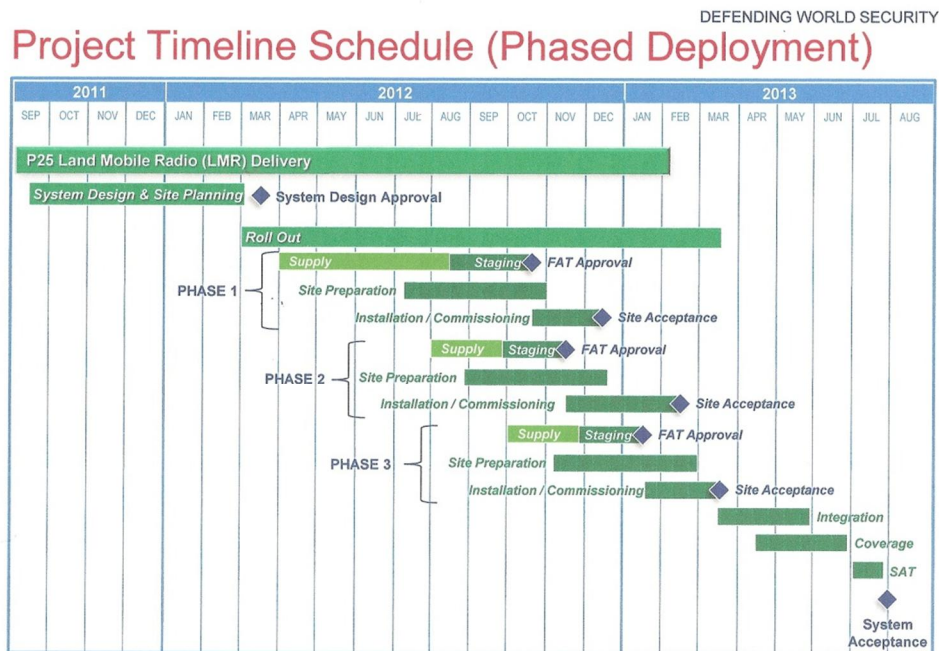 DEFENDING WORLD SECURITY
Project Timeline Schedule (Phased Deployment)
2011 2012 2013
SEP OCT NOV DEC JAN FEB MAR APR MAY JUN JUL AUG SEP OCT NOV DEC JAN FEB MAR APR MAY JUN JUL AUG
P25 Land Mobile Radio (LMR) Delivery
System Design & Site Planning System Design Approval
Roll Out
Supply Staging FAT Approval
PHASE 1 Site Preparation
Installation / Commissioning Site Acceptance
Supply Staging FAT Approval
PHASE 2 Site Preparation
Installation / Commissioning Site Acceptance
Supply Staging FAT Approval
PHASE 3 Site Preparation
Installation / Commissioning Site Acceptance
Integration
Coverage
SAT
System
Acceptance